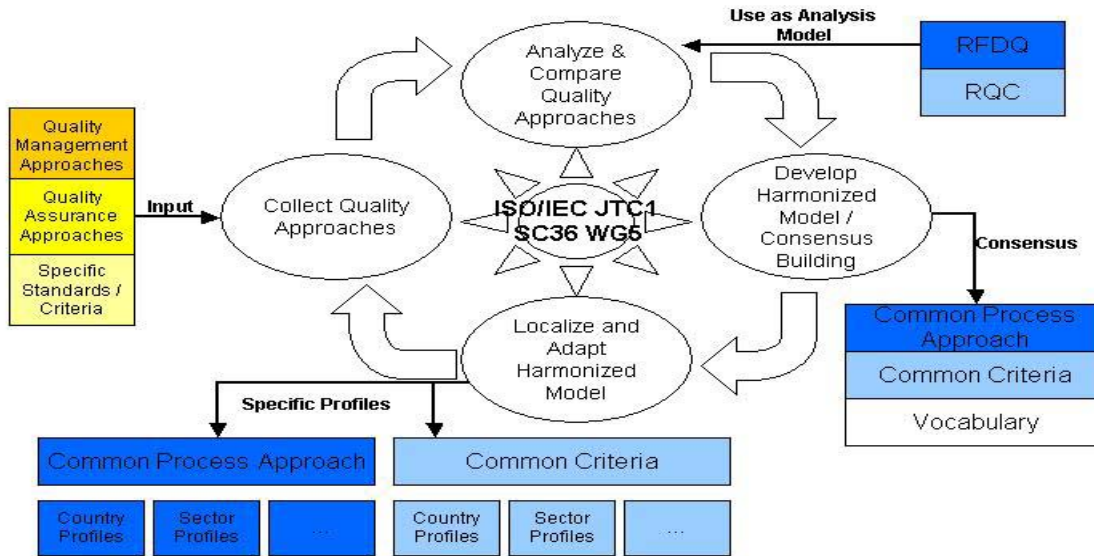 Use as Analysis
Model
RFDQ
RQC
Analyze &
Compare
Quality
Approaches
Quality
Management
Approaches
Quality
Assurance
Approaches
Specific
Standards /
Criteria
Input
Collect Quality
Approaches
ISO/IEC JTC1
SC36 WG5
Develop
Harmonized
Model /
Consensus
Building
Consensus
Common Process
Approach
Common Criteria
Vocabulary
Localize and
Adapt
Harmonized
Model
Specific Profiles
Common Process Approach
Common Criteria
Country
Profiles
Sector
Profiles
...
Country
Profiles
Sector
Profiles
...